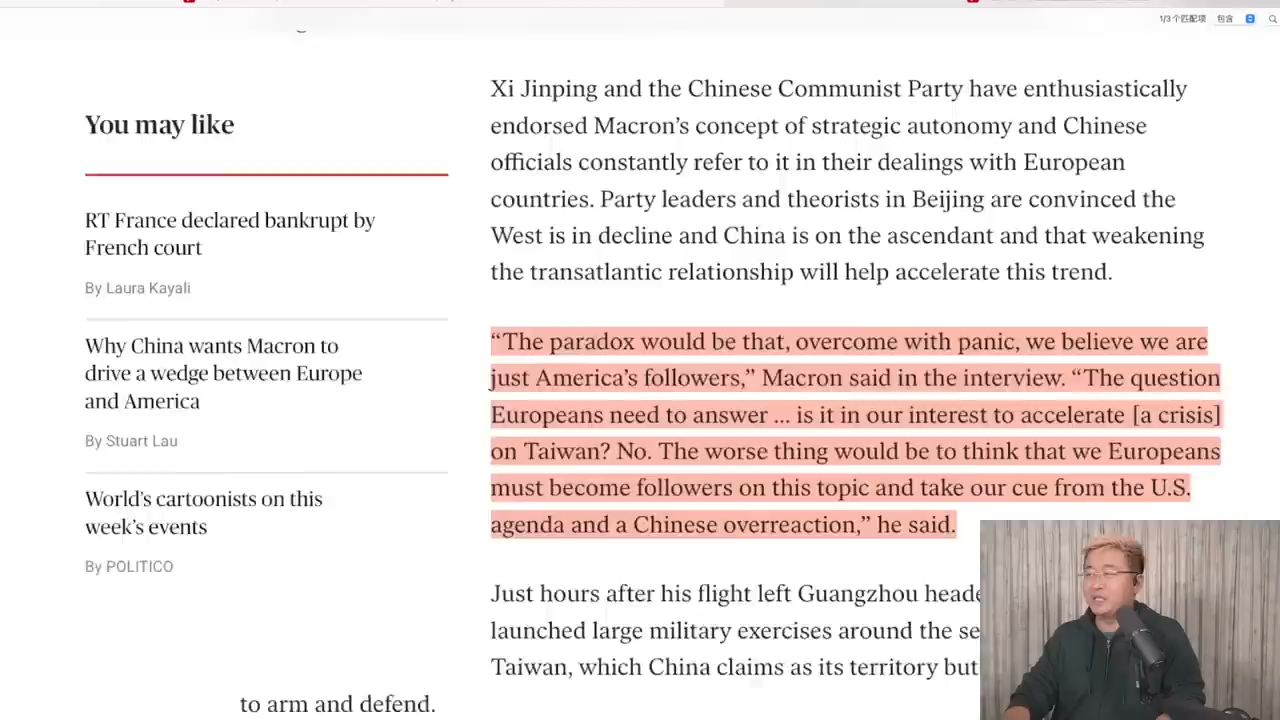 1/3 个匹配项 包含
You may like
RT France declared bankrupt by
French court
By Laura Kayali
Why China wants Macron to
drive a wedge between Europe
and America
By Stuart Lau
World's cartoonists on this
week's events
By POLITICO
to arm and defend.
Xi Jinping and the Chinese Communist Party have enthusiastically
endorsed Macron's concept of strategic autonomy and Chinese
officials constantly refer to it in their dealings with European
countries. Party leaders and theorists in Beijing are convinced the
West is in decline and China is on the ascendant and that weakening
the transatlantic relationship will help accelerate this trend.
“The paradox would be that, overcome with panic, we believe we are
just America's followers,” Macron said in the interview. “The question
Europeans need to answer ... is it in our interest to accelerate [a crisis]
on Taiwan? No. The worse thing would be to think that we Europeans
must become followers on this topic and take our cue from the U.S.
agenda and a Chinese overreaction,” he said.
Just hours after his flight left Guangzhou
launched large military exercises around the
Taiwan, which China claims as its territory but